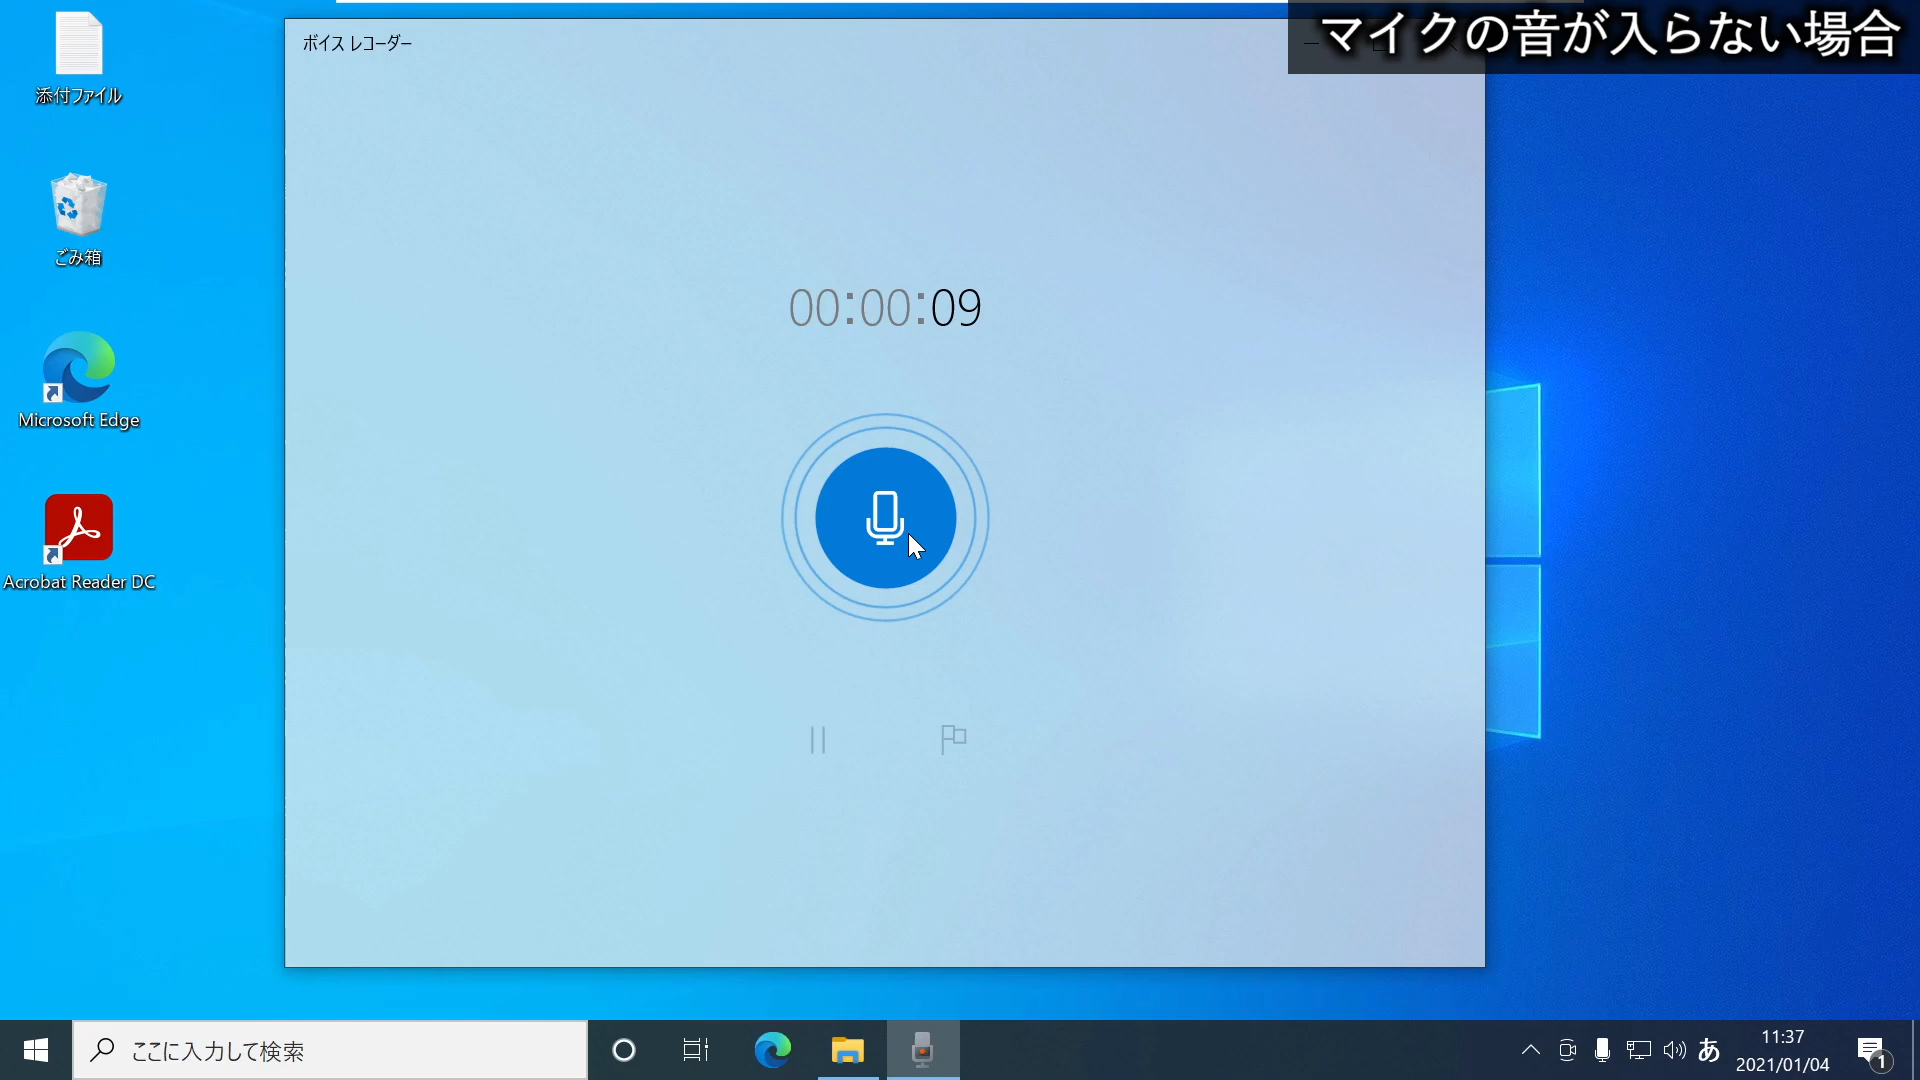 マイクの音が入らない場合
ボイス レコーダー
添付ファイル
ごみ箱
Microsoft Edge
Acrobat Reader DC
00:00:09
ここに入力して検索
あ
11:37
2021/01/04
1